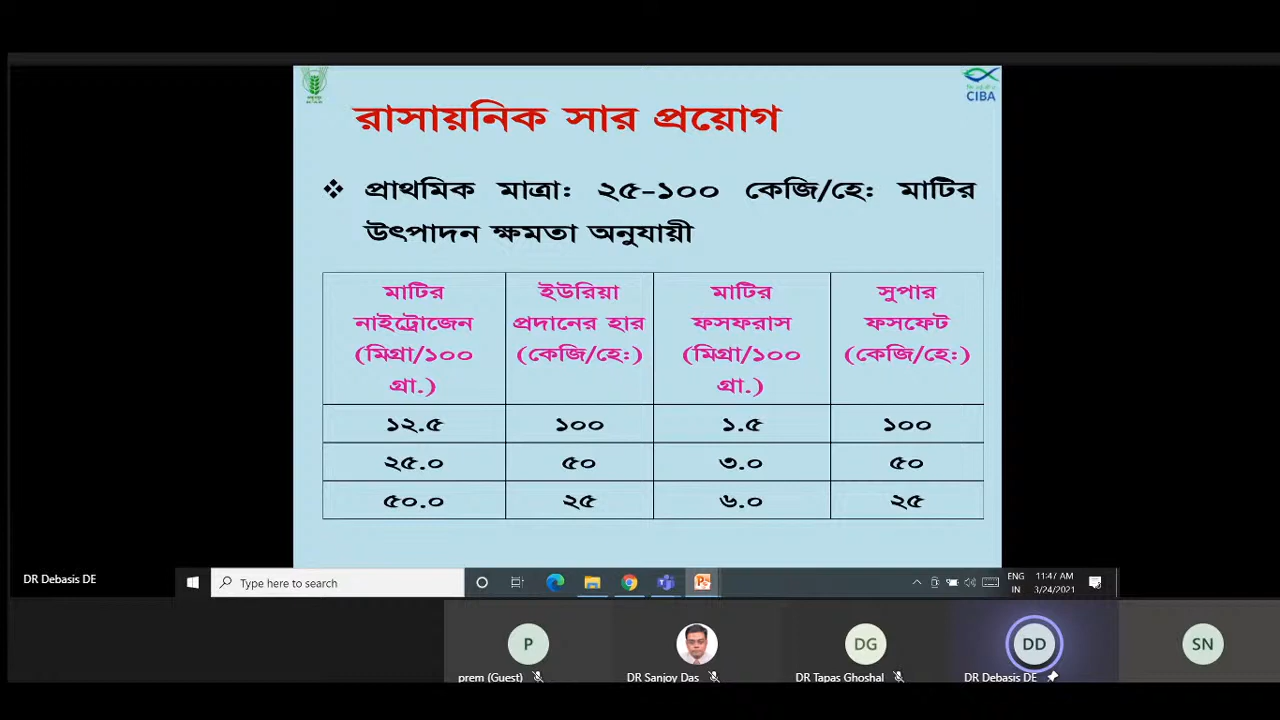 CIBA
রাসায়নিক সার প্রয়োগ
❖ প্রাথমিক মাত্রা: ২৫-১০০ কেজি/হে: মাটির
উৎপাদন ক্ষমতা অনুযায়ী
মাটির নাইট্রোজেন (মিগ্রা/১০০ গ্রা.) ইউরিয়া প্রদানের হার (কেজি/হে:) মাটির ফসফরাস (মিগ্রা/১০০ গ্রা.) সুপার ফসফেট (কেজি/হে:)
১২.৫ ১০০ ১.৫ ১০০
২৫.০ ৫০ ৩.০ ৫০
৫০.০ ২৫ ৬.০ ২৫
DR Debasis DE
Type here to search
ENG
IN
11:47 AM
3/24/2021
P
DG
DD
SN
prem (Guest)
DR Sanjoy Das
DR Tapas Ghoshal
DR Debasis DE